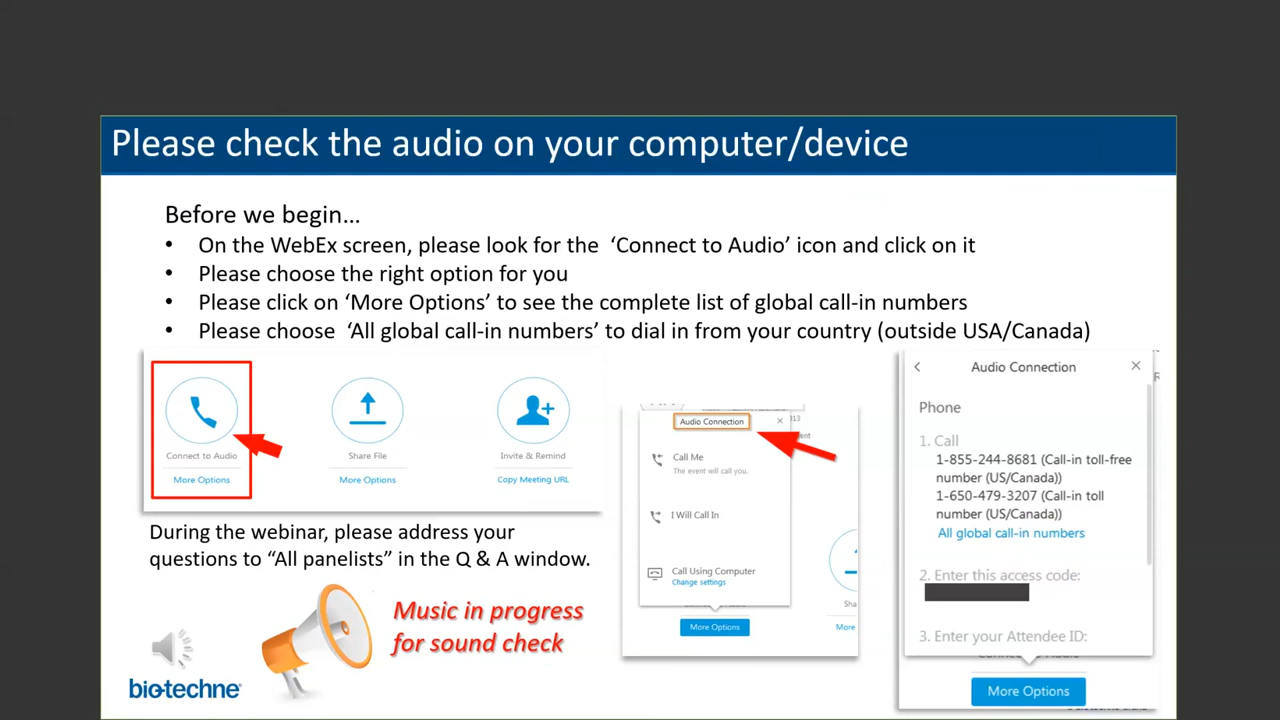 Please check the audio on your computer/device
Before we begin…
• On the WebEx screen, please look for the ‘Connect to Audio’ icon and click on it
• Please choose the right option for you
• Please click on ‘More Options’ to see the complete list of global call-in numbers
• Please choose ‘All global call-in numbers’ to dial in from your country (outside USA/Canada)
Connect to Audio
More Options
Share File
More Options
Invite & Remind
Copy Meeting URL
During the webinar, please address your
questions to “All panelists” in the Q & A window.
Music in progress
for sound check
bio-techne®
Audio Connection
Call Me
The event will call you.
I Will Call In
Call Using Computer
Change settings
More Options
Sha
More
Audio Connection
Phone
1. Call
1-855-244-8681 (Call-in toll-free
number (US/Canada))
1-650-479-3207 (Call-in toll
number (US/Canada))
All global call-in numbers
2. Enter this access code:
3. Enter your Attendee ID:
More Options